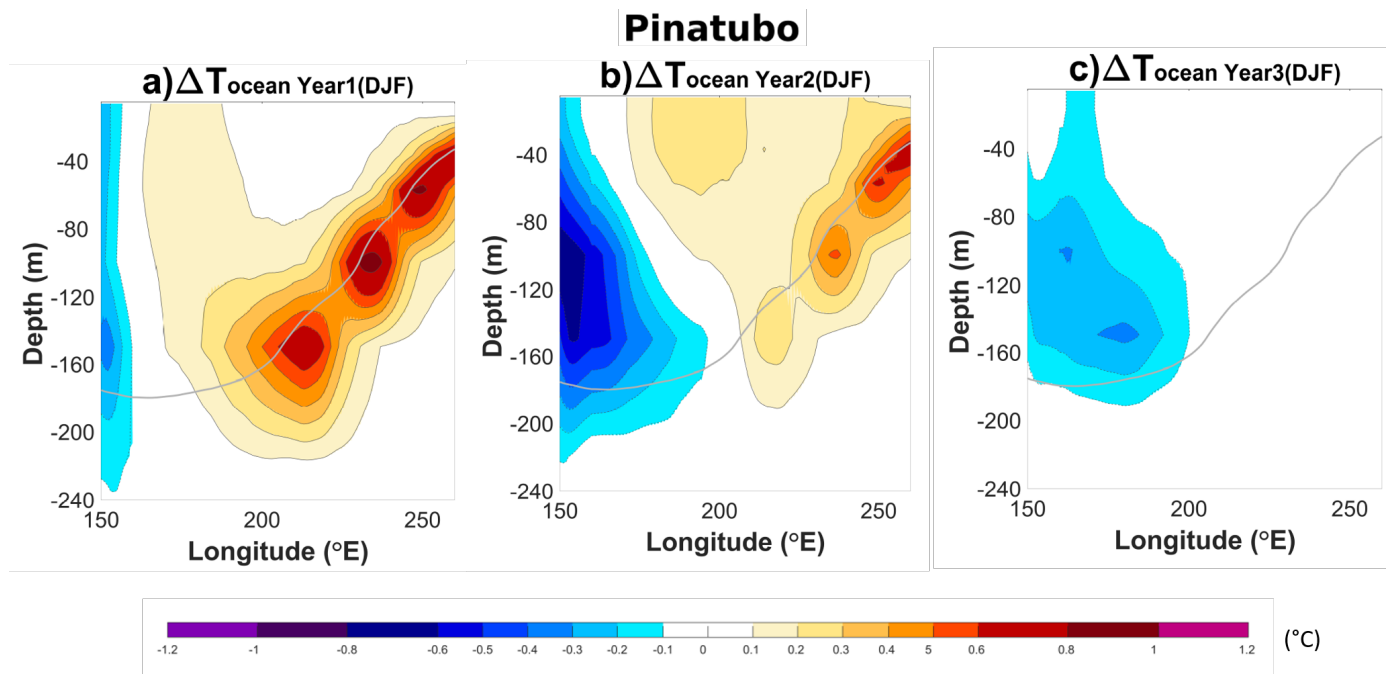 Pinatubo
a)ΔTocean Year1(DJF)
b)ΔTocean Year2(DJF)
c)ΔTocean Year3(DJF)
Depth (m)
-40
-80
-120
-160
-200
-240
150 200 250
Longitude (°E)
Depth (m)
-40
-80
-120
-160
-200
-240
150 200 250
Longitude (°E)
Depth (m)
-40
-80
-120
-160
-200
-240
150 200 250
Longitude (°E)
-1.2 -1 -0.8 -0.6 -0.5 -0.4 -0.3 -0.2 -0.1 0 0.1 0.2 0.3 0.4 5 0.6 0.8 1 1.2
(°C)